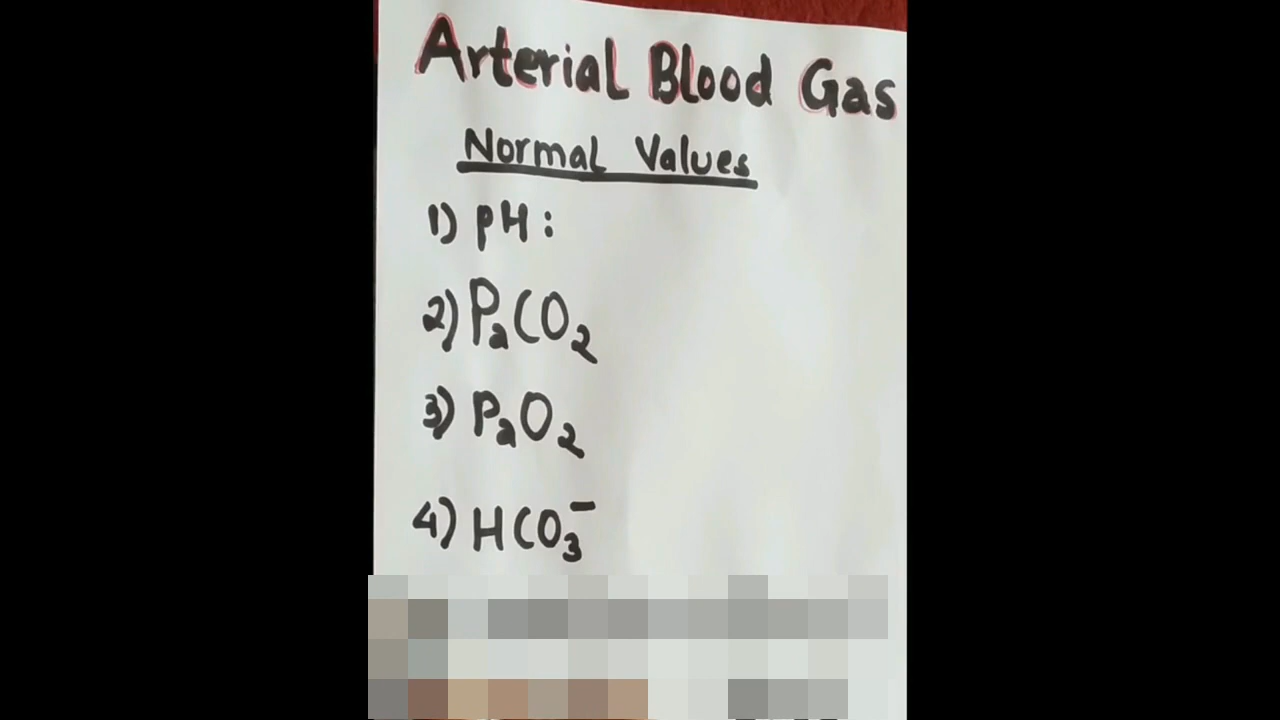 Arterial Blood Gas
Normal Values
1) pH:
2) PaCO2
3) PaO2
4) HCO3⁻